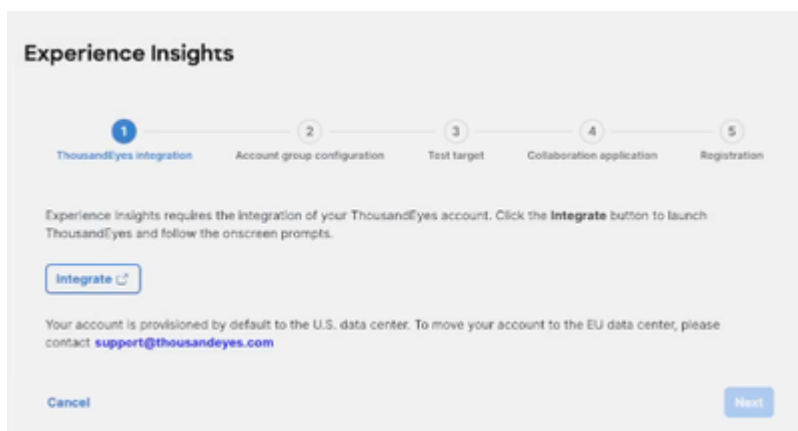 Experience Insights
1 2 3 4 5
ThousandEyes integration Account group configuration Test target Collaboration application Registration
Experience Insights requires the integration of your ThousandEyes account. Click the Integrate button to launch
ThousandEyes and follow the onscreen prompts.
Integrate
Your account is provisioned by default to the U.S. data center. To move your account to the EU data center, please
contact support@thousandeyes.com
Cancel Next